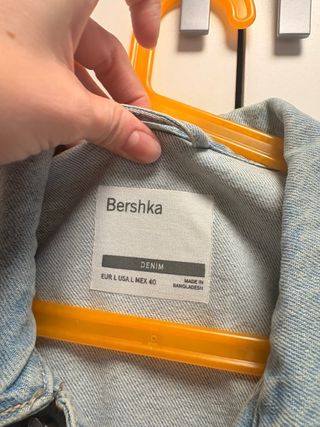 Bershka
DENIM
EUR L USA L MEX 40
MADE IN
BANGLADESH